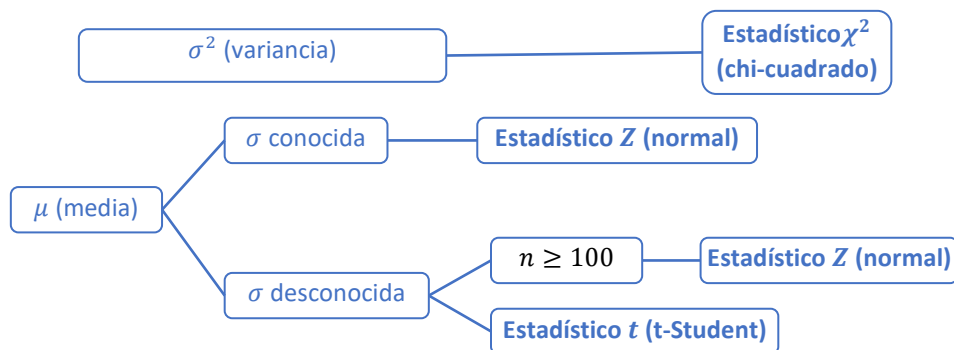 σ² (variancia)
Estadístico χ²
(chi-cuadrado)
σ conocida
Estadístico Z (normal)
μ (media)
n ≥ 100
Estadístico Z (normal)
σ desconocida
Estadístico t (t-Student)